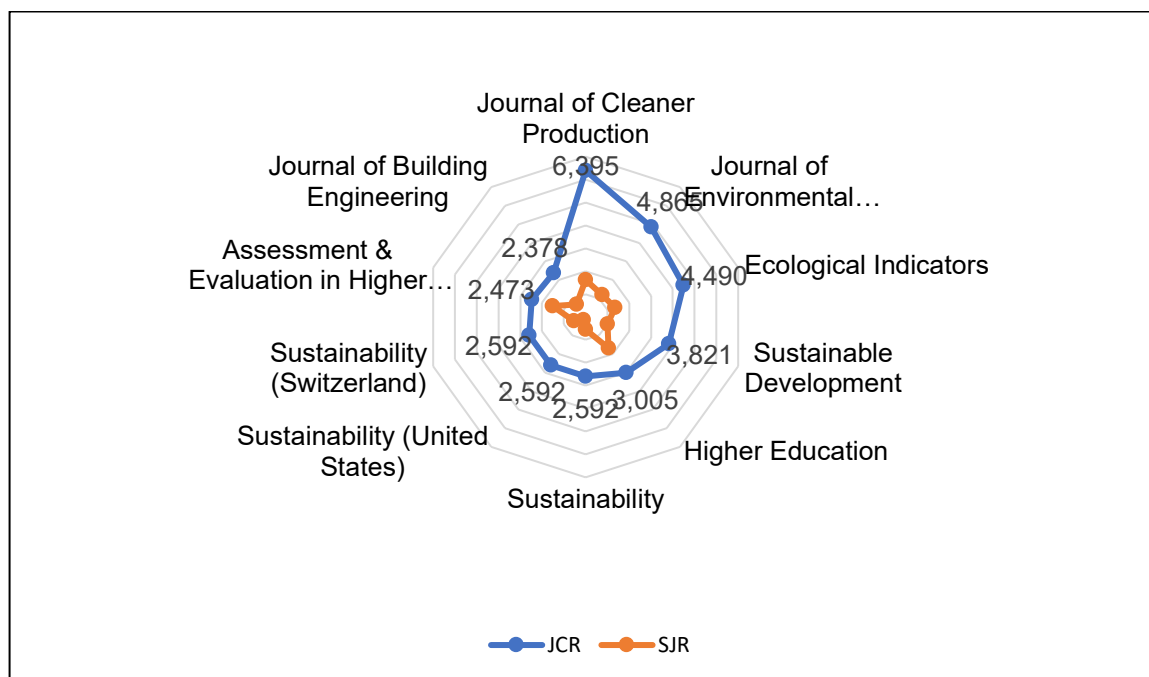 Journal of Cleaner
Production
6,395
Journal of
Environmental…
4,865
Ecological Indicators
4,490
Sustainable
Development
3,821
Higher Education
3,005
Sustainability
2,592
Sustainability (United
States)
2,592
Sustainability
(Switzerland)
2,592
Assessment &
Evaluation in Higher…
2,473
Journal of Building
Engineering
2,378
JCR
SJR